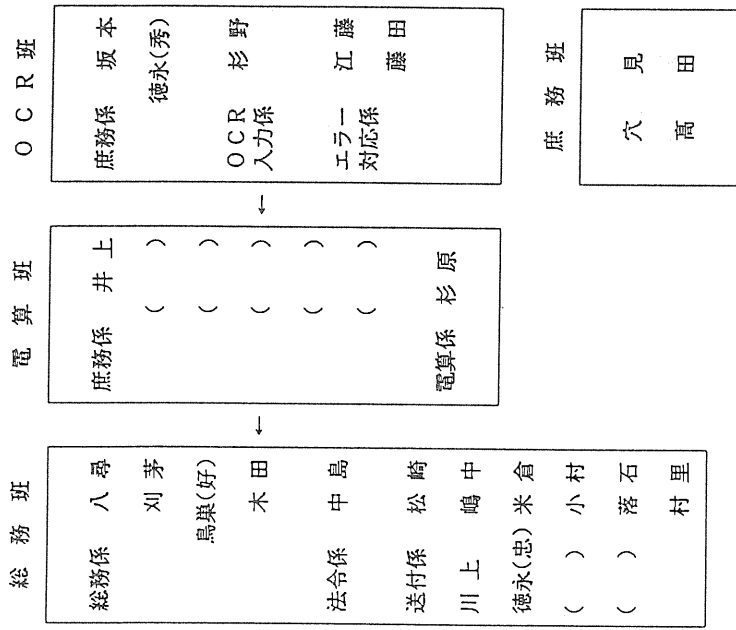 総務班
総務係 八尋
刈茅
鳥巣(好)
木田
法令係 中島
送付係 松崎
川上 嶋中
徳永(忠) 米倉
( ) 小村
( ) 落石
村里
↓
電算班
庶務係 井上
( )
( )
( )
( )
( )
電算係 杉原
↓
OCR班
庶務係 坂本
徳永(秀)
OCR
入力係 杉野
エラー
対応係 江藤
藤田
庶務班
穴見
髙田